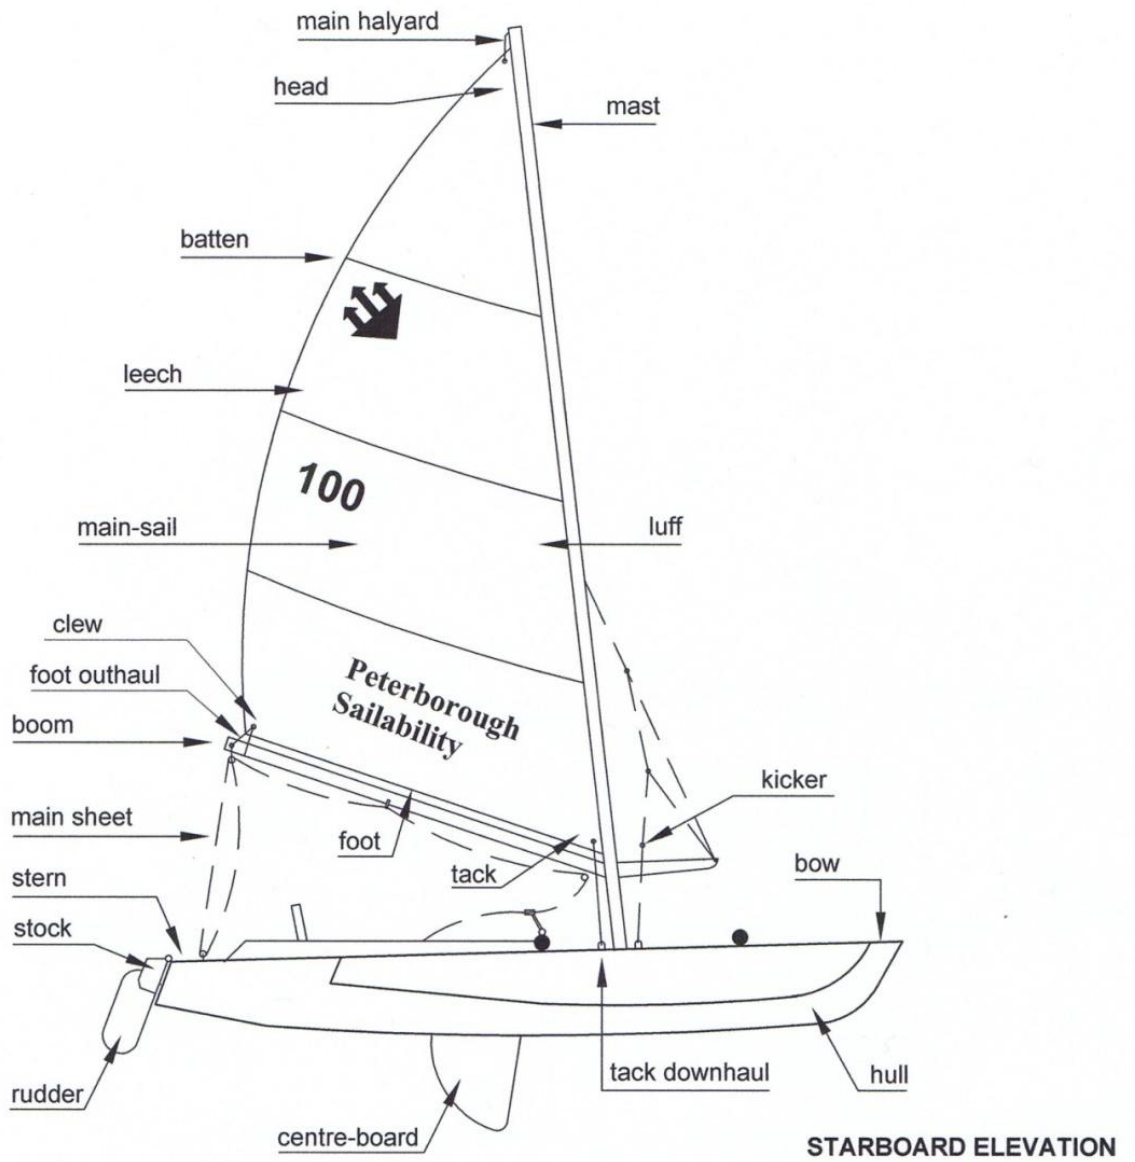 main halyard
head
mast
batten
leech
100
main-sail
luff
clew
foot outhaul
Peterborough
Sailability
boom
kicker
main sheet
foot
tack
bow
stern
stock
tack downhaul
hull
rudder
centre-board
STARBOARD ELEVATION